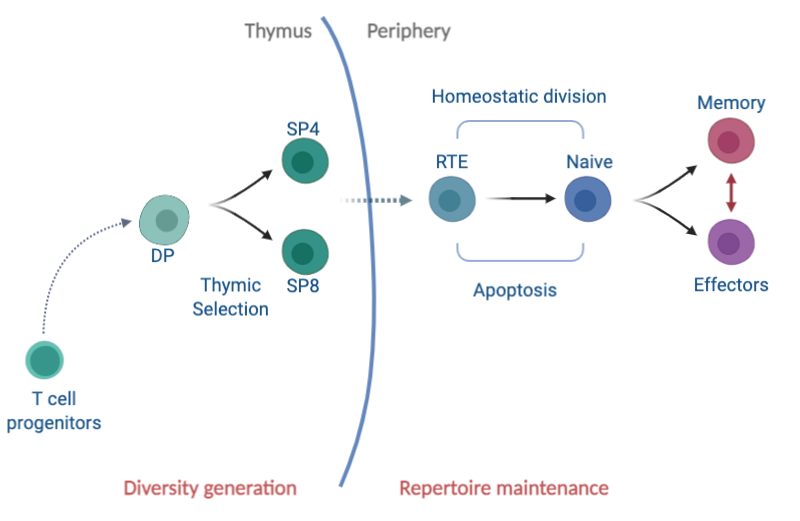 Thymus
Periphery
Homeostatic division
Memory
SP4
RTE
Naive
DP
Thymic
Selection
SP8
Apoptosis
Effectors
T cell
progenitors
Diversity generation
Repertoire maintenance